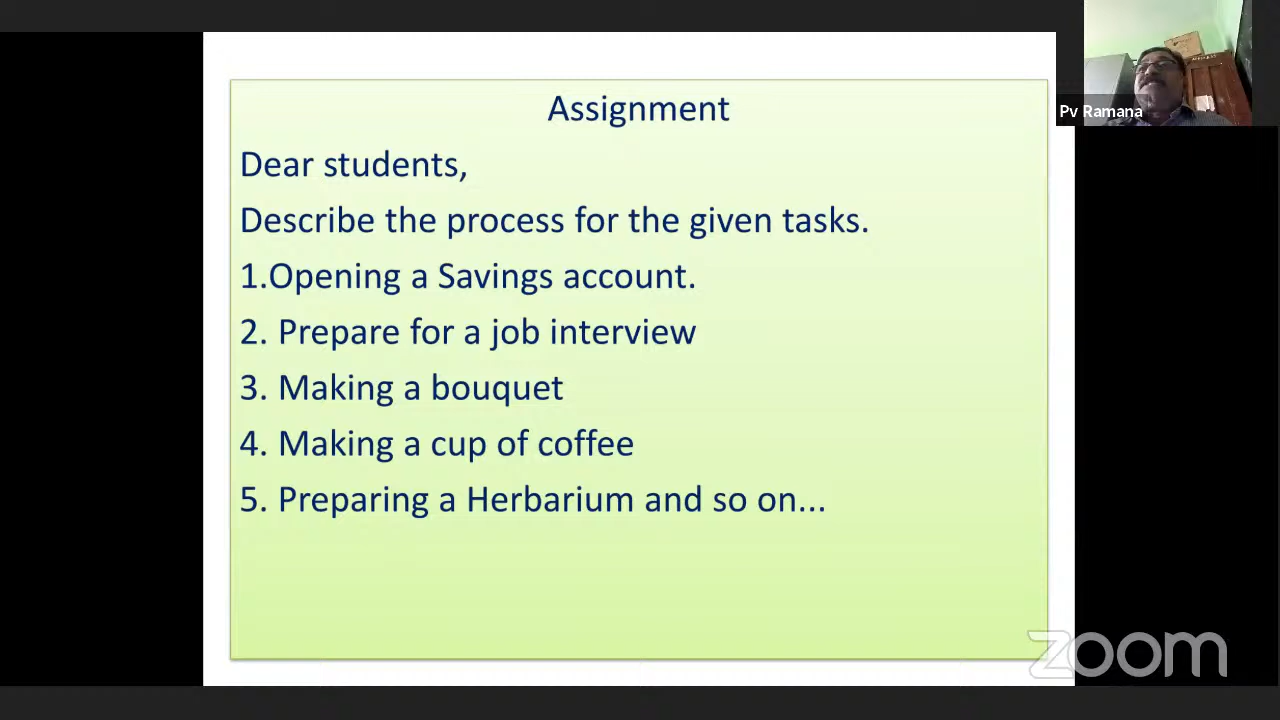 Assignment
Dear students,
Describe the process for the given tasks.
1.Opening a Savings account.
2. Prepare for a job interview
3. Making a bouquet
4. Making a cup of coffee
5. Preparing a Herbarium and so on...
Pv Ramana
zoom